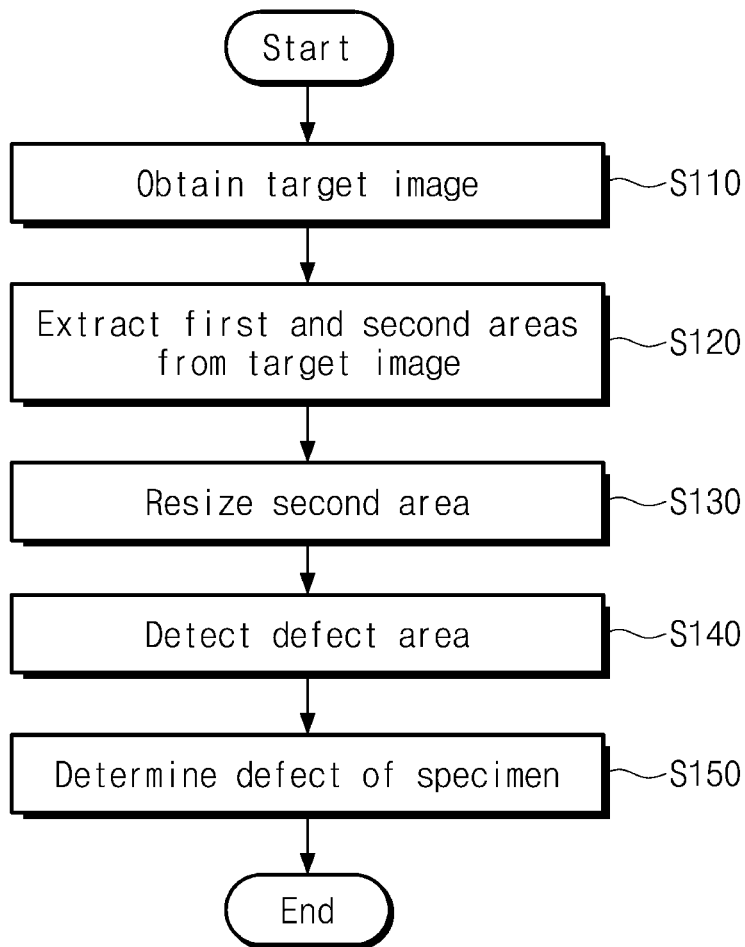 Start
Obtain target image
S110
Extract first and second areas
from target image
S120
Resize second area
S130
Detect defect area
S140
Determine defect of specimen
S150
End